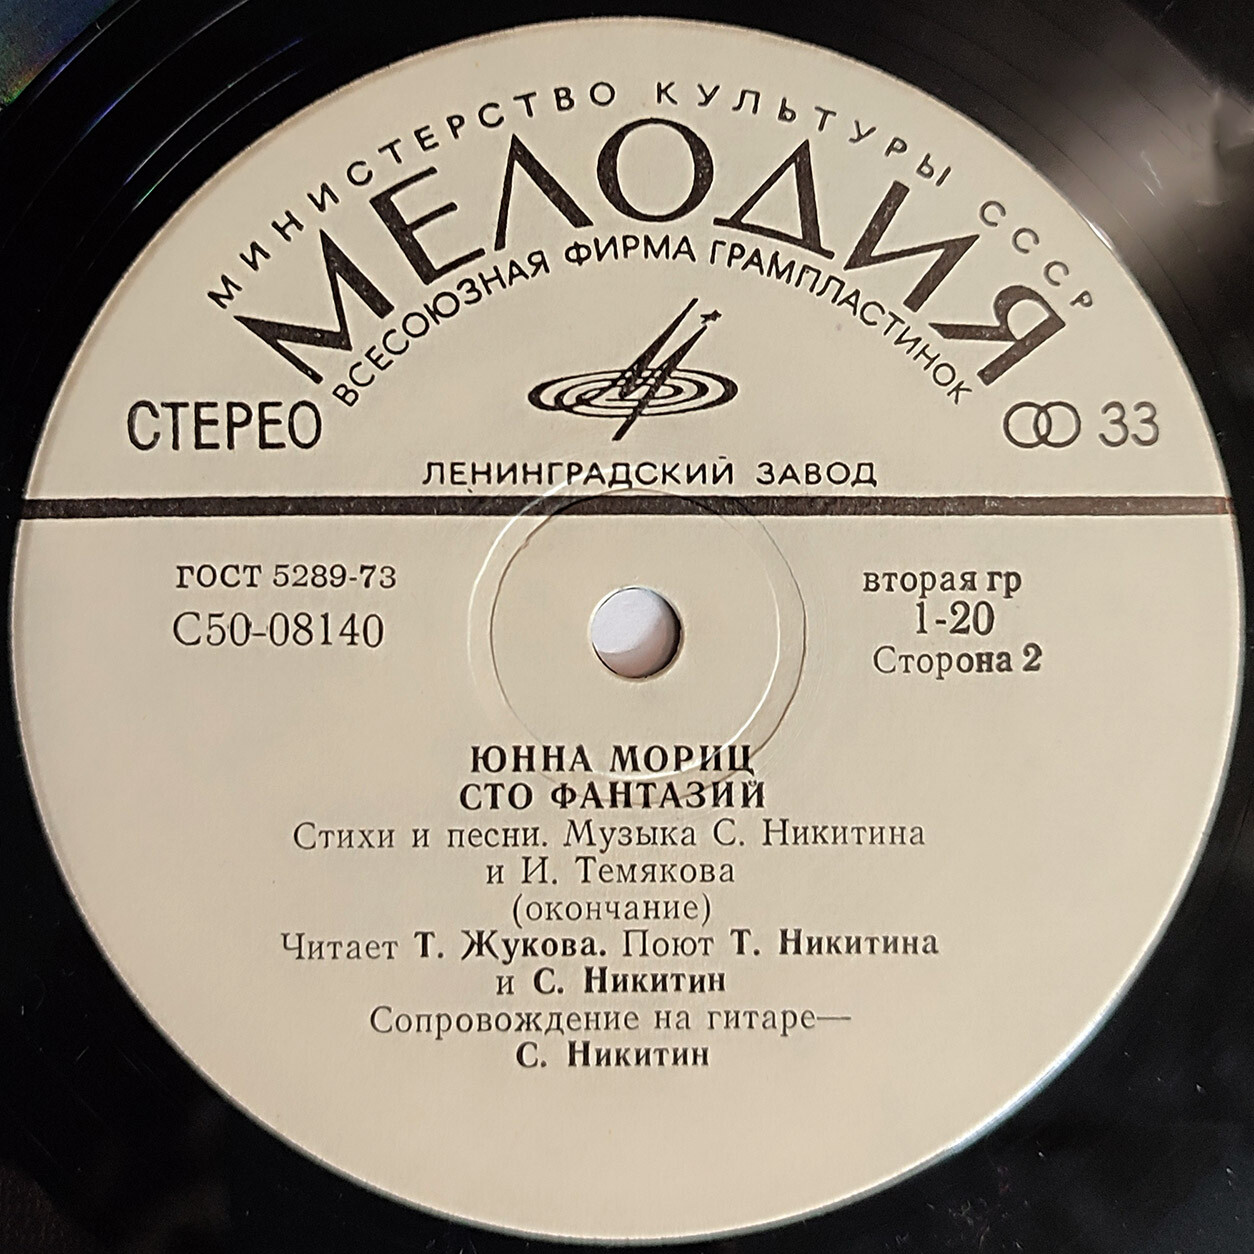 МИНИСТЕРСТВО КУЛЬТУРЫ СССР
МЕЛОДИЯ
ВСЕСОЮЗНАЯ ФИРМА ГРАМПЛАСТИНОК
СТЕРЕО
33
ЛЕНИНГРАДСКИЙ ЗАВОД
ГОСТ 5289-73
С50-08140
вторая гр
1-20
Сторона 2
ЮННА МОРИЦ
СТО ФАНТАЗИЙ
Стихи и песни. Музыка С. Никитина
и И. Темякова
(окончание)
Читает Т. Жукова. Поют Т. Никитина
и С. Никитин
Сопровождение на гитаре—
С. Никитин